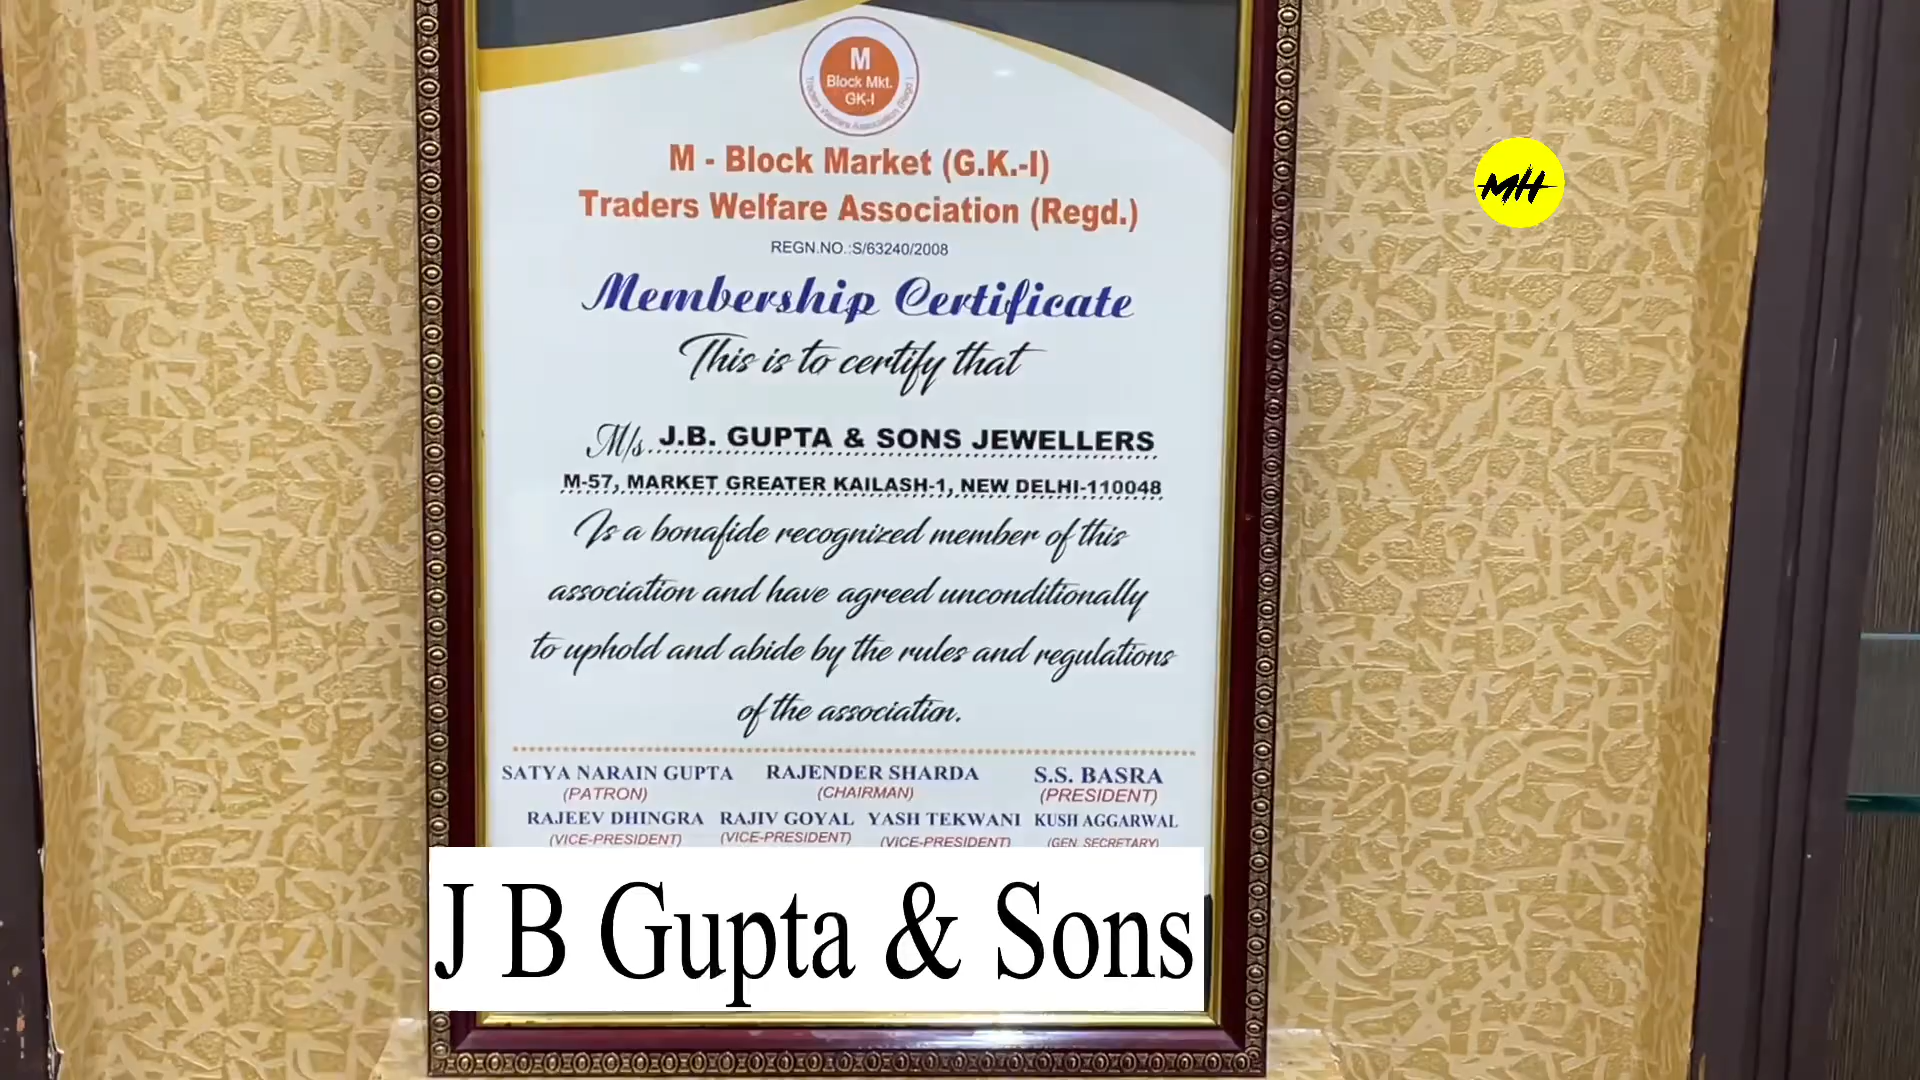 M
Block Mkt.
GK-I
Traders Welfare Association (Regd.)
M - Block Market (G.K.-I)
Traders Welfare Association (Regd.)
REGN.NO.:S/63240/2008
Membership Certificate
This is to certify that
M/s. J.B. GUPTA & SONS JEWELLERS
M-57, MARKET GREATER KAILASH-1, NEW DELHI-110048
Is a bonafide recognized member of this
association and have agreed unconditionally
to uphold and abide by the rules and regulations
of the association.
SATYA NARAIN GUPTA RAJENDER SHARDA S.S. BASRA
(PATRON) (CHAIRMAN) (PRESIDENT)
RAJEEV DHINGRA RAJIV GOYAL YASH TEKWANI KUSH AGGARWAL
(VICE-PRESIDENT) (VICE-PRESIDENT) (VICE-PRESIDENT) (GEN. SECRETARY)
J B Gupta & Sons
MH